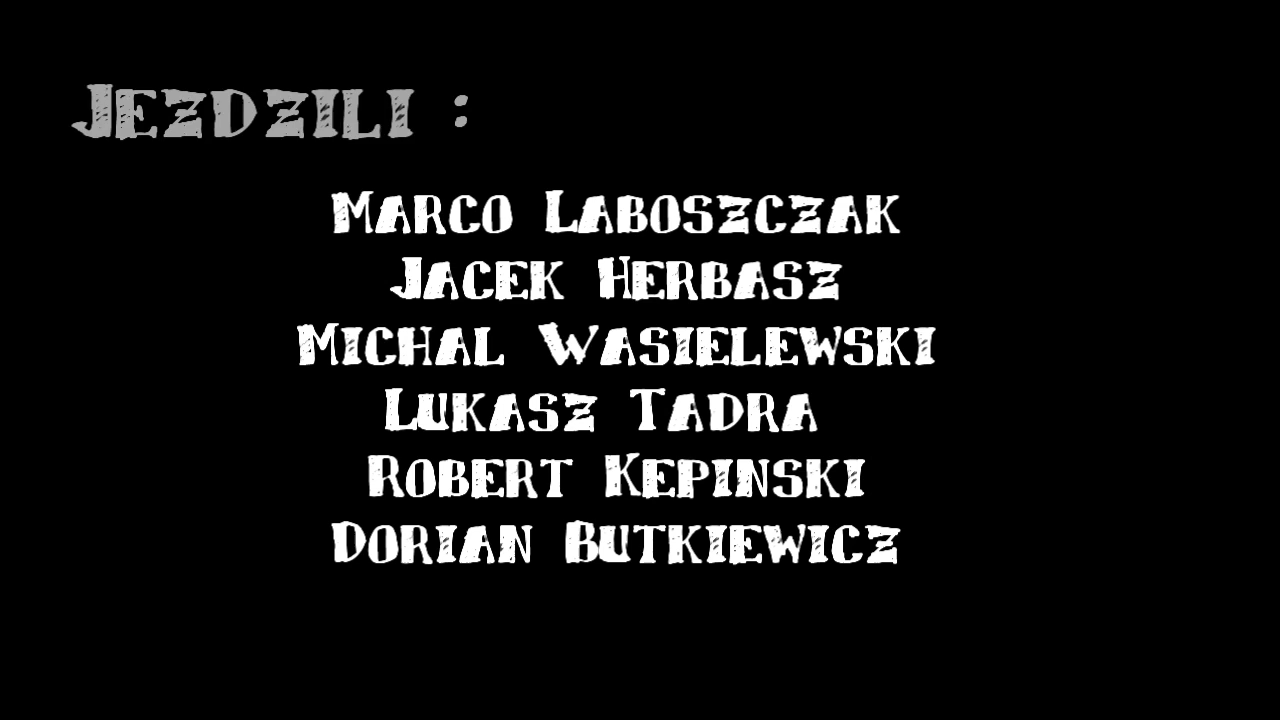 Jezdzili :
Marco Laboszczak
Jacek Herbasz
Michal Wasielewski
Lukasz Tadra
Robert Kepinski
Dorian Butkiewicz